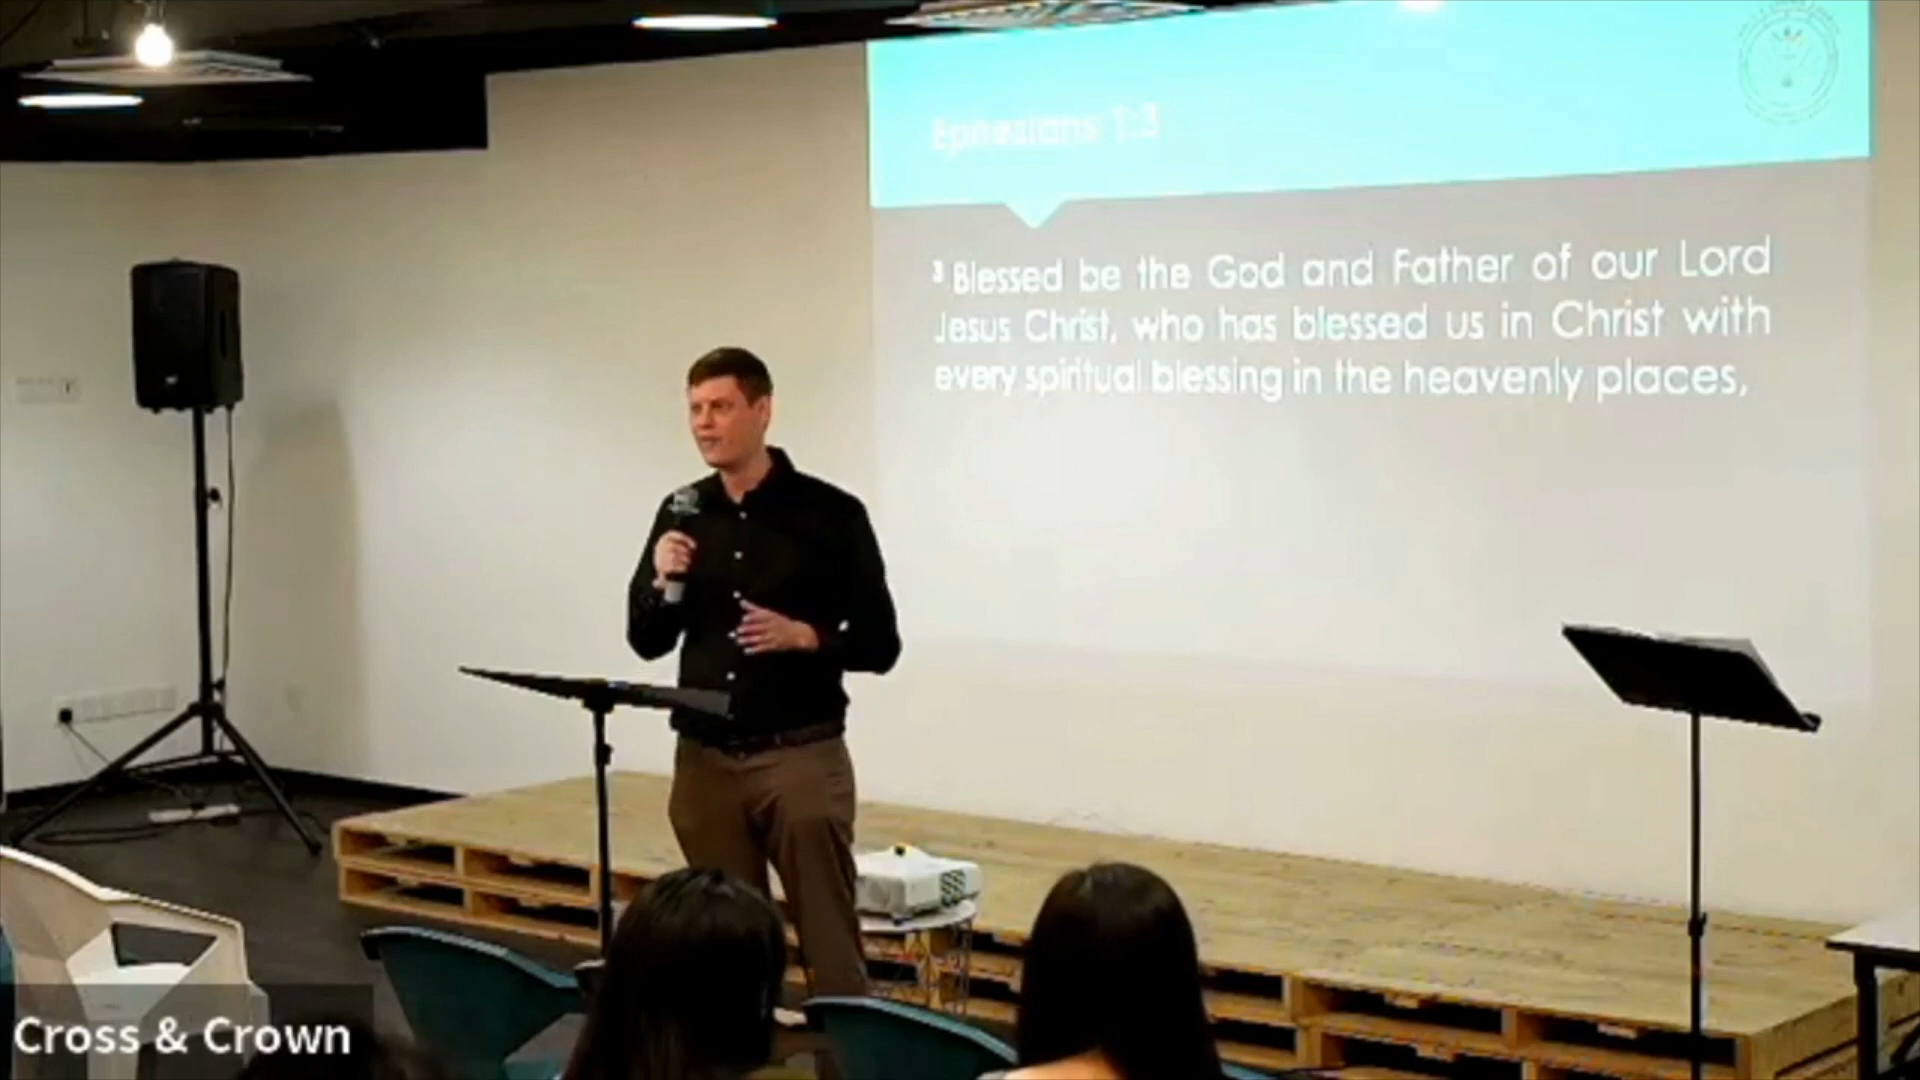 Ephesians 1:3
3 Blessed be the God and Father of our Lord
Jesus Christ, who has blessed us in Christ with
every spiritual blessing in the heavenly places,
Cross & Crown